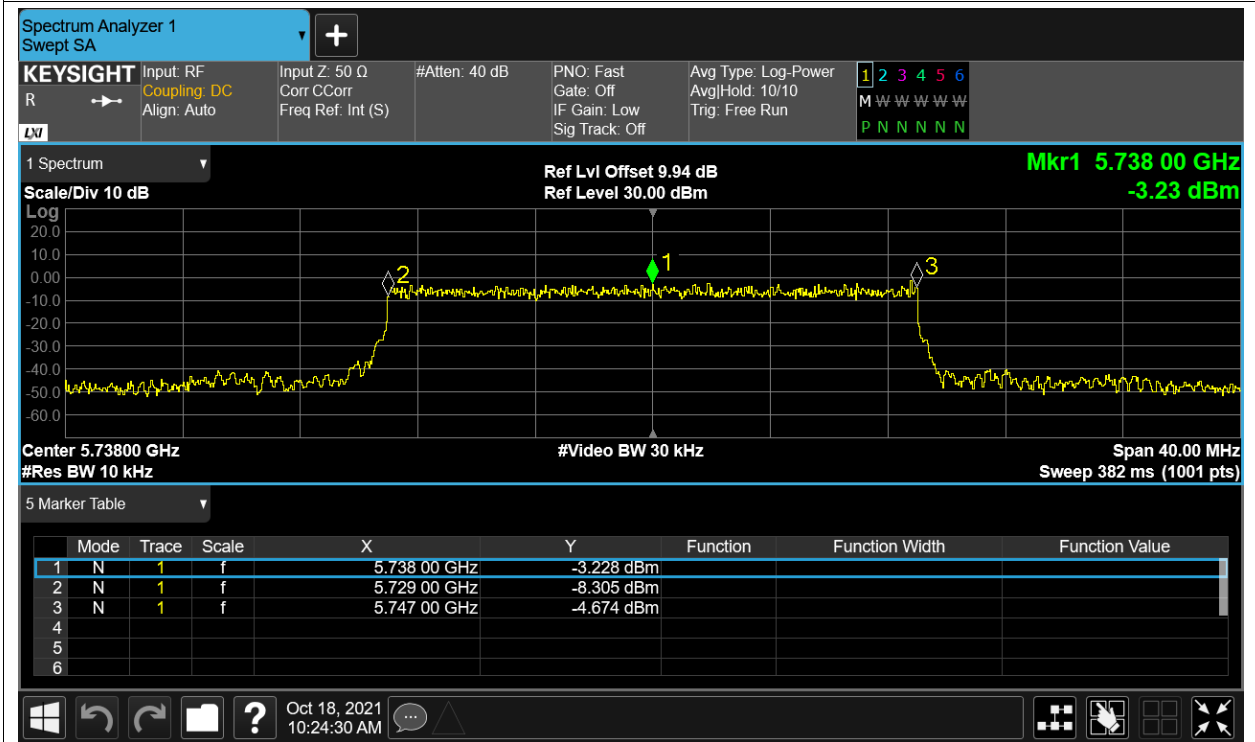 Spectrum Analyzer 1
Swept SA
+
KEYSIGHT Input: RF Input Z: 50 Ω #Atten: 40 dB PNO: Fast Avg Type: Log-Power 1 2 3 4 5 6
R Coupling: DC Corr CCorr Gate: Off Avg|Hold: 10/10 M W W W W W
Align: Auto Freq Ref: Int (S) IF Gain: Low Trig: Free Run
LXI Sig Track: Off P N N N N N
1 Spectrum Ref Lvl Offset 9.94 dB Mkr1 5.738 00 GHz
Scale/Div 10 dB Ref Level 30.00 dBm -3.23 dBm
Log
20.0
10.0
0.00
-10.0
-20.0
-30.0
-40.0
-50.0
-60.0
2 1 3
Center 5.73800 GHz #Video BW 30 kHz Span 40.00 MHz
#Res BW 10 kHz Sweep 382 ms (1001 pts)
5 Marker Table
Mode Trace Scale X Y Function Function Width Function Value
1 N 1 f 5.738 00 GHz -3.228 dBm
2 N 1 f 5.729 00 GHz -8.305 dBm
3 N 1 f 5.747 00 GHz -4.674 dBm
4
5
6
? Oct 18, 2021
10:24:30 AM